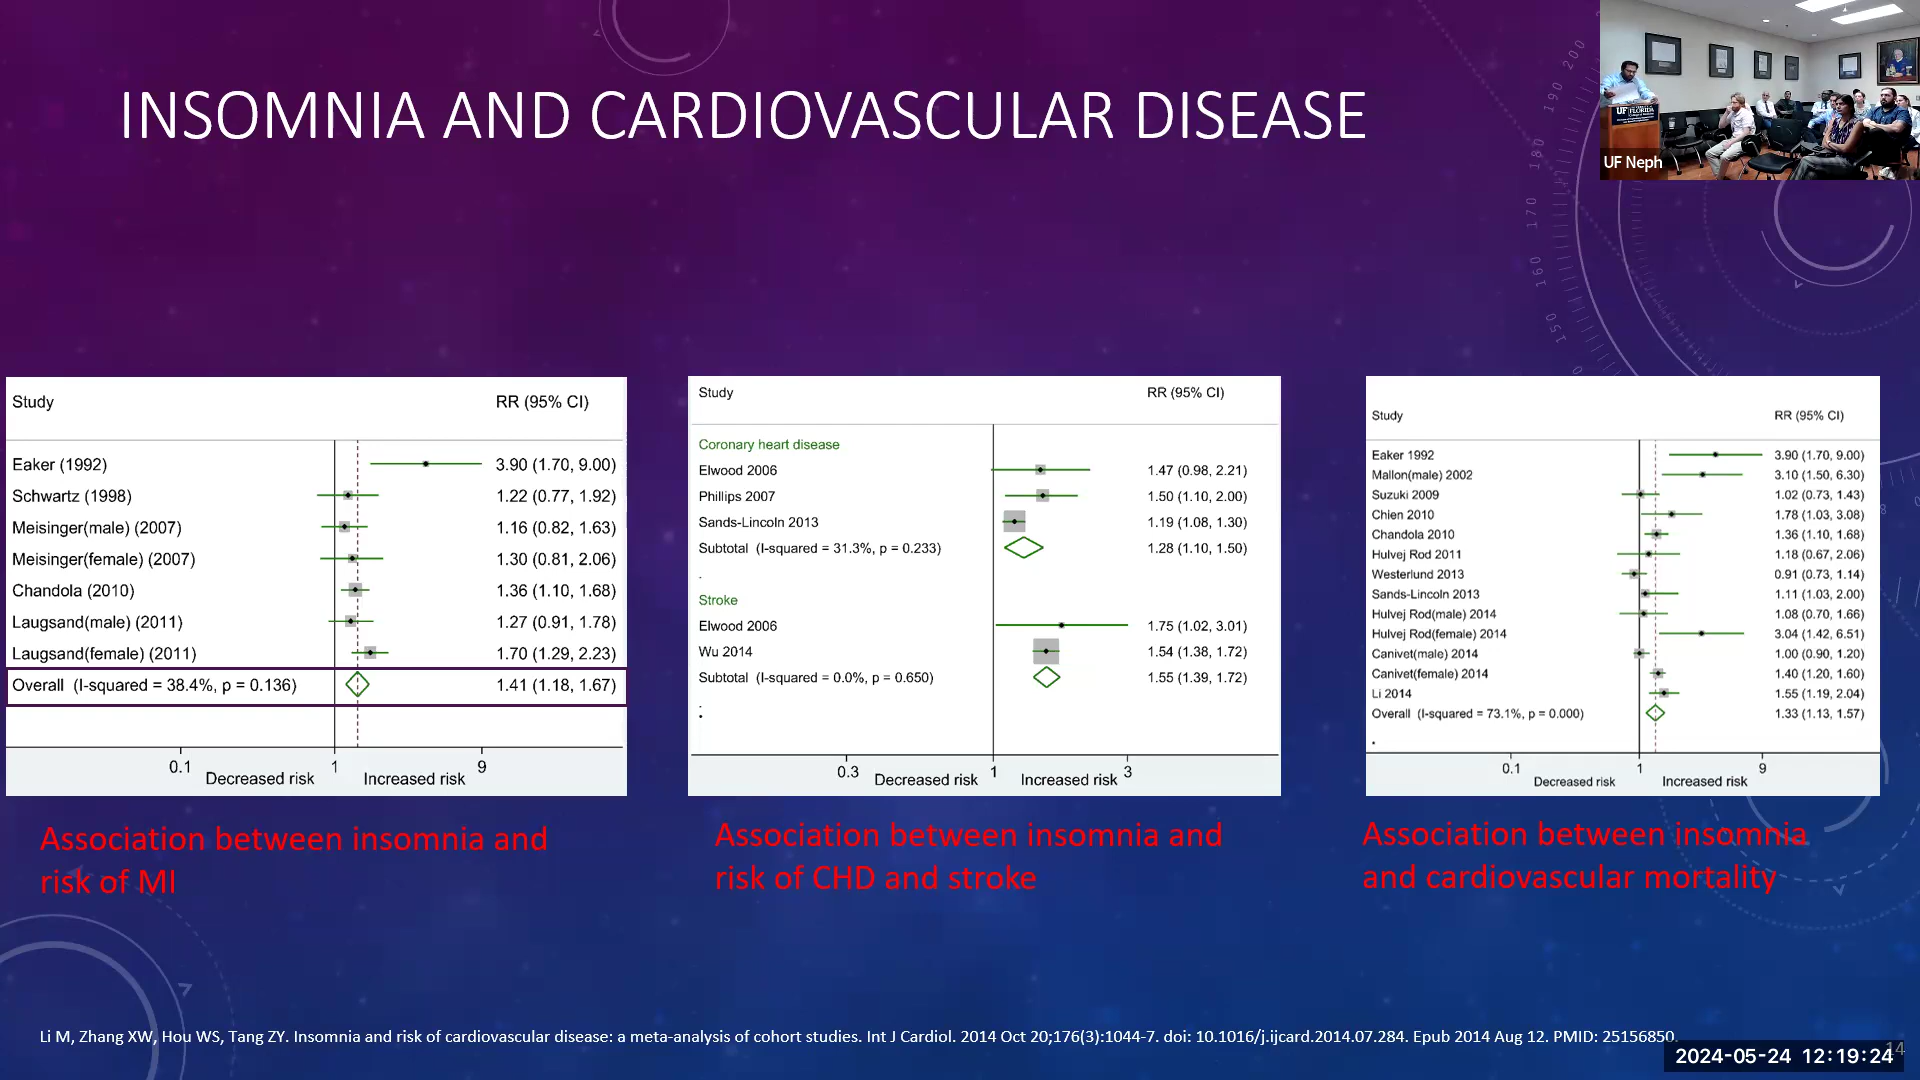 INSOMNIA AND CARDIOVASCULAR DISEASE
UF
FLORIDA
UF Neph
200
190
180
170
160
150
Study RR (95% CI)
Eaker (1992) 3.90 (1.70, 9.00)
Schwartz (1998) 1.22 (0.77, 1.92)
Meisinger(male) (2007) 1.16 (0.82, 1.63)
Meisinger(female) (2007) 1.30 (0.81, 2.06)
Chandola (2010) 1.36 (1.10, 1.68)
Laugsand(male) (2011) 1.27 (0.91, 1.78)
Laugsand(female) (2011) 1.70 (1.29, 2.23)
Overall (I-squared = 38.4%, p = 0.136) 1.41 (1.18, 1.67)
0.1 1 9
Decreased risk Increased risk
Association between insomnia and
risk of MI
Study RR (95% CI)
Coronary heart disease
Elwood 2006 1.47 (0.98, 2.21)
Phillips 2007 1.50 (1.10, 2.00)
Sands-Lincoln 2013 1.19 (1.08, 1.30)
Subtotal (I-squared = 31.3%, p = 0.233) 1.28 (1.10, 1.50)
.
Stroke
Elwood 2006 1.75 (1.02, 3.01)
Wu 2014 1.54 (1.38, 1.72)
Subtotal (I-squared = 0.0%, p = 0.650) 1.55 (1.39, 1.72)
.
.
0.3 1 3
Decreased risk Increased risk
Association between insomnia and
risk of CHD and stroke
Study RR (95% CI)
Eaker 1992 3.90 (1.70, 9.00)
Mallon(male) 2002 3.10 (1.50, 6.30)
Suzuki 2009 1.02 (0.73, 1.43)
Chien 2010 1.78 (1.03, 3.08)
Chandola 2010 1.36 (1.10, 1.68)
Hulvej Rod 2011 1.18 (0.67, 2.06)
Westerlund 2013 0.91 (0.73, 1.14)
Sands-Lincoln 2013 1.11 (1.03, 2.00)
Hulvej Rod(male) 2014 1.08 (0.70, 1.66)
Hulvej Rod(female) 2014 3.04 (1.42, 6.51)
Canivet(male) 2014 1.00 (0.90, 1.20)
Canivet(female) 2014 1.40 (1.20, 1.60)
Li 2014 1.55 (1.19, 2.04)
Overall (I-squared = 73.1%, p = 0.000) 1.33 (1.13, 1.57)
.
0.1 1 9
Decreased risk Increased risk
Association between insomnia
and cardiovascular mortality
Li M, Zhang XW, Hou WS, Tang ZY. Insomnia and risk of cardiovascular disease: a meta-analysis of cohort studies. Int J Cardiol. 2014 Oct 20;176(3):1044-7. doi: 10.1016/j.ijcard.2014.07.284. Epub 2014 Aug 12. PMID: 25156850.
14
2024-05-24 12:19:24